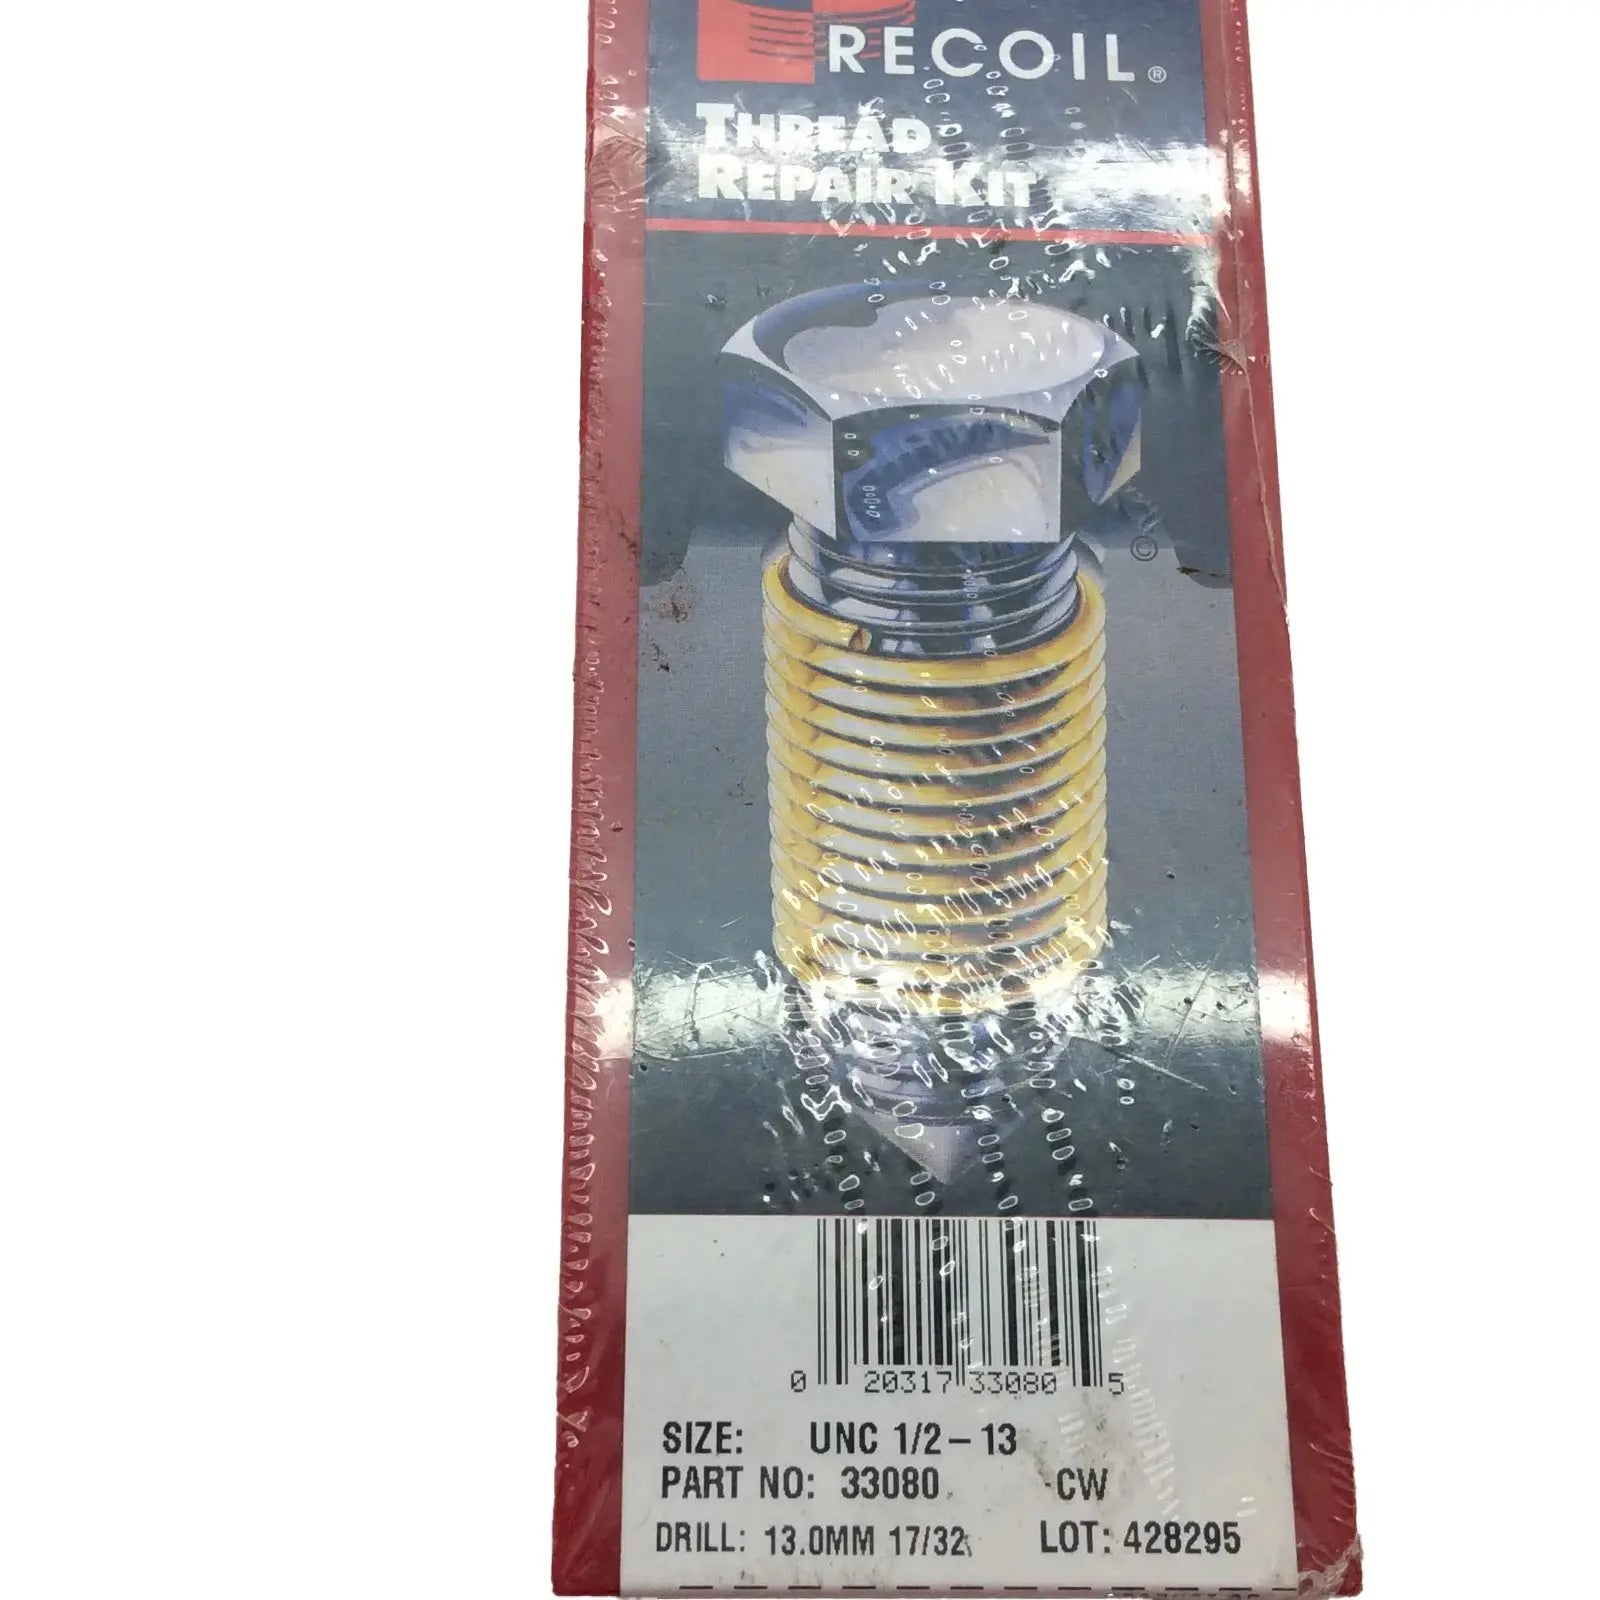 RECOIL®
THREAD
REPAIR KIT
©
0 20317 33080 5
SIZE: UNC 1/2-13
PART NO: 33080 CW
DRILL: 13.0MM 17/32
LOT: 428295